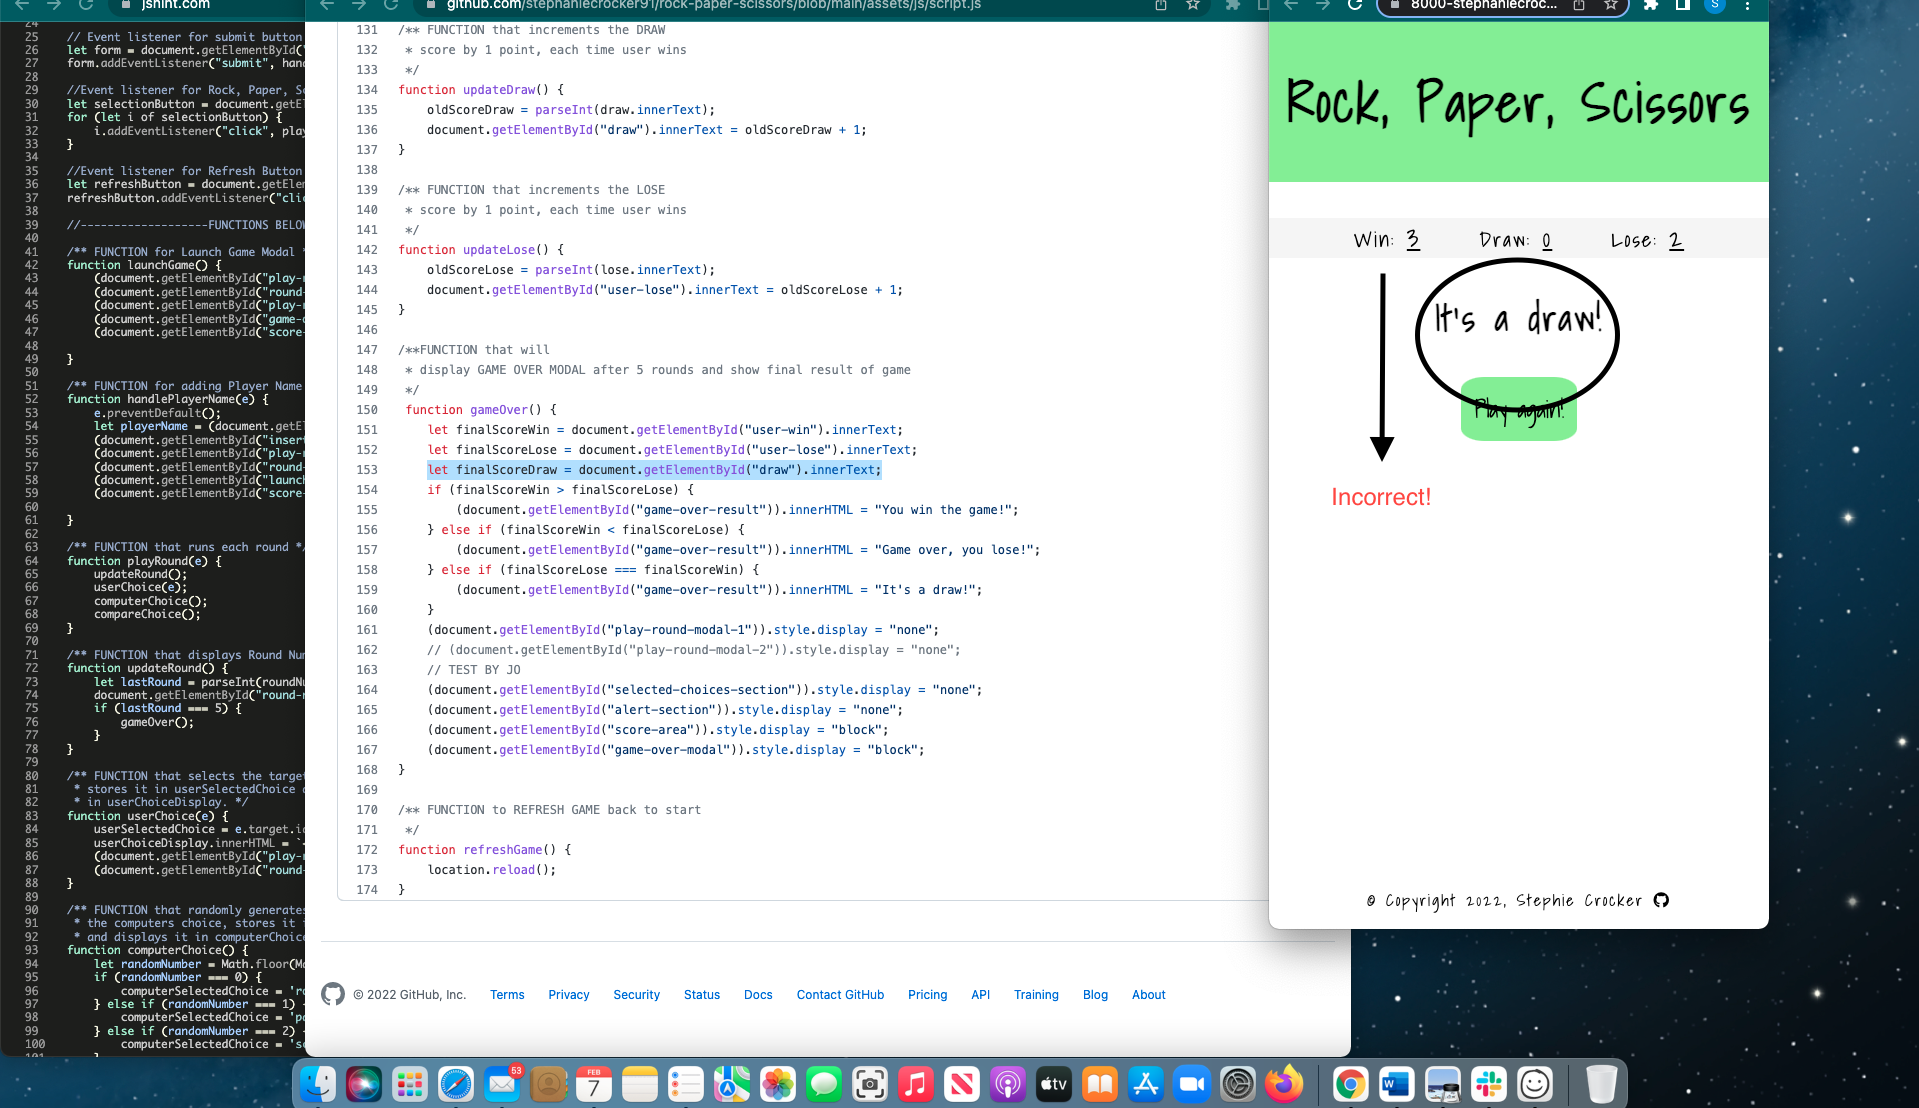 jshint.com
25 // Event listener for submit button
26 let form = document.getElementById("
27 form.addEventListener("submit", hand
28
29 //Event listener for Rock, Paper, Sc
30 let selectionButton = document.getEl
31 for (let i of selectionButton) {
32 i.addEventListener("click", play
33 }
34
35 //Event listener for Refresh Button
36 let refreshButton = document.getElem
37 refreshButton.addEventListener("clic
38
39 //-------------------FUNCTIONS BELOW
40
41 /** FUNCTION for Launch Game Modal *
42 function launchGame() {
43 (document.getElementById("play-r
44 (document.getElementById("round-
45 (document.getElementById("play-r
46 (document.getElementById("game-o
47 (document.getElementById("score-
48
49 }
50
51 /** FUNCTION for adding Player Name
52 function handlePlayerName(e) {
53 e.preventDefault();
54 let playerName = (document.getEl
55 (document.getElementById("insert
56 (document.getElementById("play-r
57 (document.getElementById("round-
58 (document.getElementById("launch
59 (document.getElementById("score-
60
61 }
62
63 /** FUNCTION that runs each round */
64 function playRound(e) {
65 updateRound();
66 userChoice(e);
67 computerChoice();
68 compareChoice();
69 }
70
71 /** FUNCTION that displays Round Num
72 function updateRound() {
73 let lastRound = parseInt(roundNu
74 document.getElementById("round-n
75 if (lastRound === 5) {
76 gameOver();
77 }
78 }
79
80 /** FUNCTION that selects the target
81 * stores it in userSelectedChoice a
82 * in userChoiceDisplay. */
83 function userChoice(e) {
84 userSelectedChoice = e.target.id
85 userChoiceDisplay.innerHTML = `
86 (document.getElementById("play-r
87 (document.getElementById("round-
88 }
89
90 /** FUNCTION that randomly generates
91 * the computers choice, stores it i
92 * and displays it in computerChoice
93 function computerChoice() {
94 let randomNumber = Math.floor(Ma
95 if (randomNumber === 0) {
96 computerSelectedChoice = 'ro
97 } else if (randomNumber === 1) {
98 computerSelectedChoice = 'pa
99 } else if (randomNumber === 2) {
100 computerSelectedChoice = 'sc
github.com/stephaniecrocker91/rock-paper-scissors/blob/main/assets/js/script.js
131 /** FUNCTION that increments the DRAW
132 * score by 1 point, each time user wins
133 */
134 function updateDraw() {
135 oldScoreDraw = parseInt(draw.innerText);
136 document.getElementById("draw").innerText = oldScoreDraw + 1;
137 }
138
139 /** FUNCTION that increments the LOSE
140 * score by 1 point, each time user wins
141 */
142 function updateLose() {
143 oldScoreLose = parseInt(lose.innerText);
144 document.getElementById("user-lose").innerText = oldScoreLose + 1;
145 }
146
147 /**FUNCTION that will
148 * display GAME OVER MODAL after 5 rounds and show final result of game
149 */
150 function gameOver() {
151 let finalScoreWin = document.getElementById("user-win").innerText;
152 let finalScoreLose = document.getElementById("user-lose").innerText;
153 let finalScoreDraw = document.getElementById("draw").innerText;
154 if (finalScoreWin > finalScoreLose) {
155 (document.getElementById("game-over-result")).innerHTML = "You win the game!";
156 } else if (finalScoreWin < finalScoreLose) {
157 (document.getElementById("game-over-result")).innerHTML = "Game over, you lose!";
158 } else if (finalScoreLose === finalScoreWin) {
159 (document.getElementById("game-over-result")).innerHTML = "It's a draw!";
160 }
161 (document.getElementById("play-round-modal-1")).style.display = "none";
162 // (document.getElementById("play-round-modal-2")).style.display = "none";
163 // TEST BY JO
164 (document.getElementById("selected-choices-section")).style.display = "none";
165 (document.getElementById("alert-section")).style.display = "none";
166 (document.getElementById("score-area")).style.display = "block";
167 (document.getElementById("game-over-modal")).style.display = "block";
168 }
169
170 /** FUNCTION to REFRESH GAME back to start
171 */
172 function refreshGame() {
173 location.reload();
174 }
© 2022 GitHub, Inc. Terms Privacy Security Status Docs Contact GitHub Pricing API Training Blog About
8000-stephaniecroc... S
Rock, Paper, Scissors
Win: 3 Draw: 0 Lose: 2
It's a draw!
Play again!
Incorrect!
© Copyright 2022, Stephie Crocker
53
FEB
7
tv